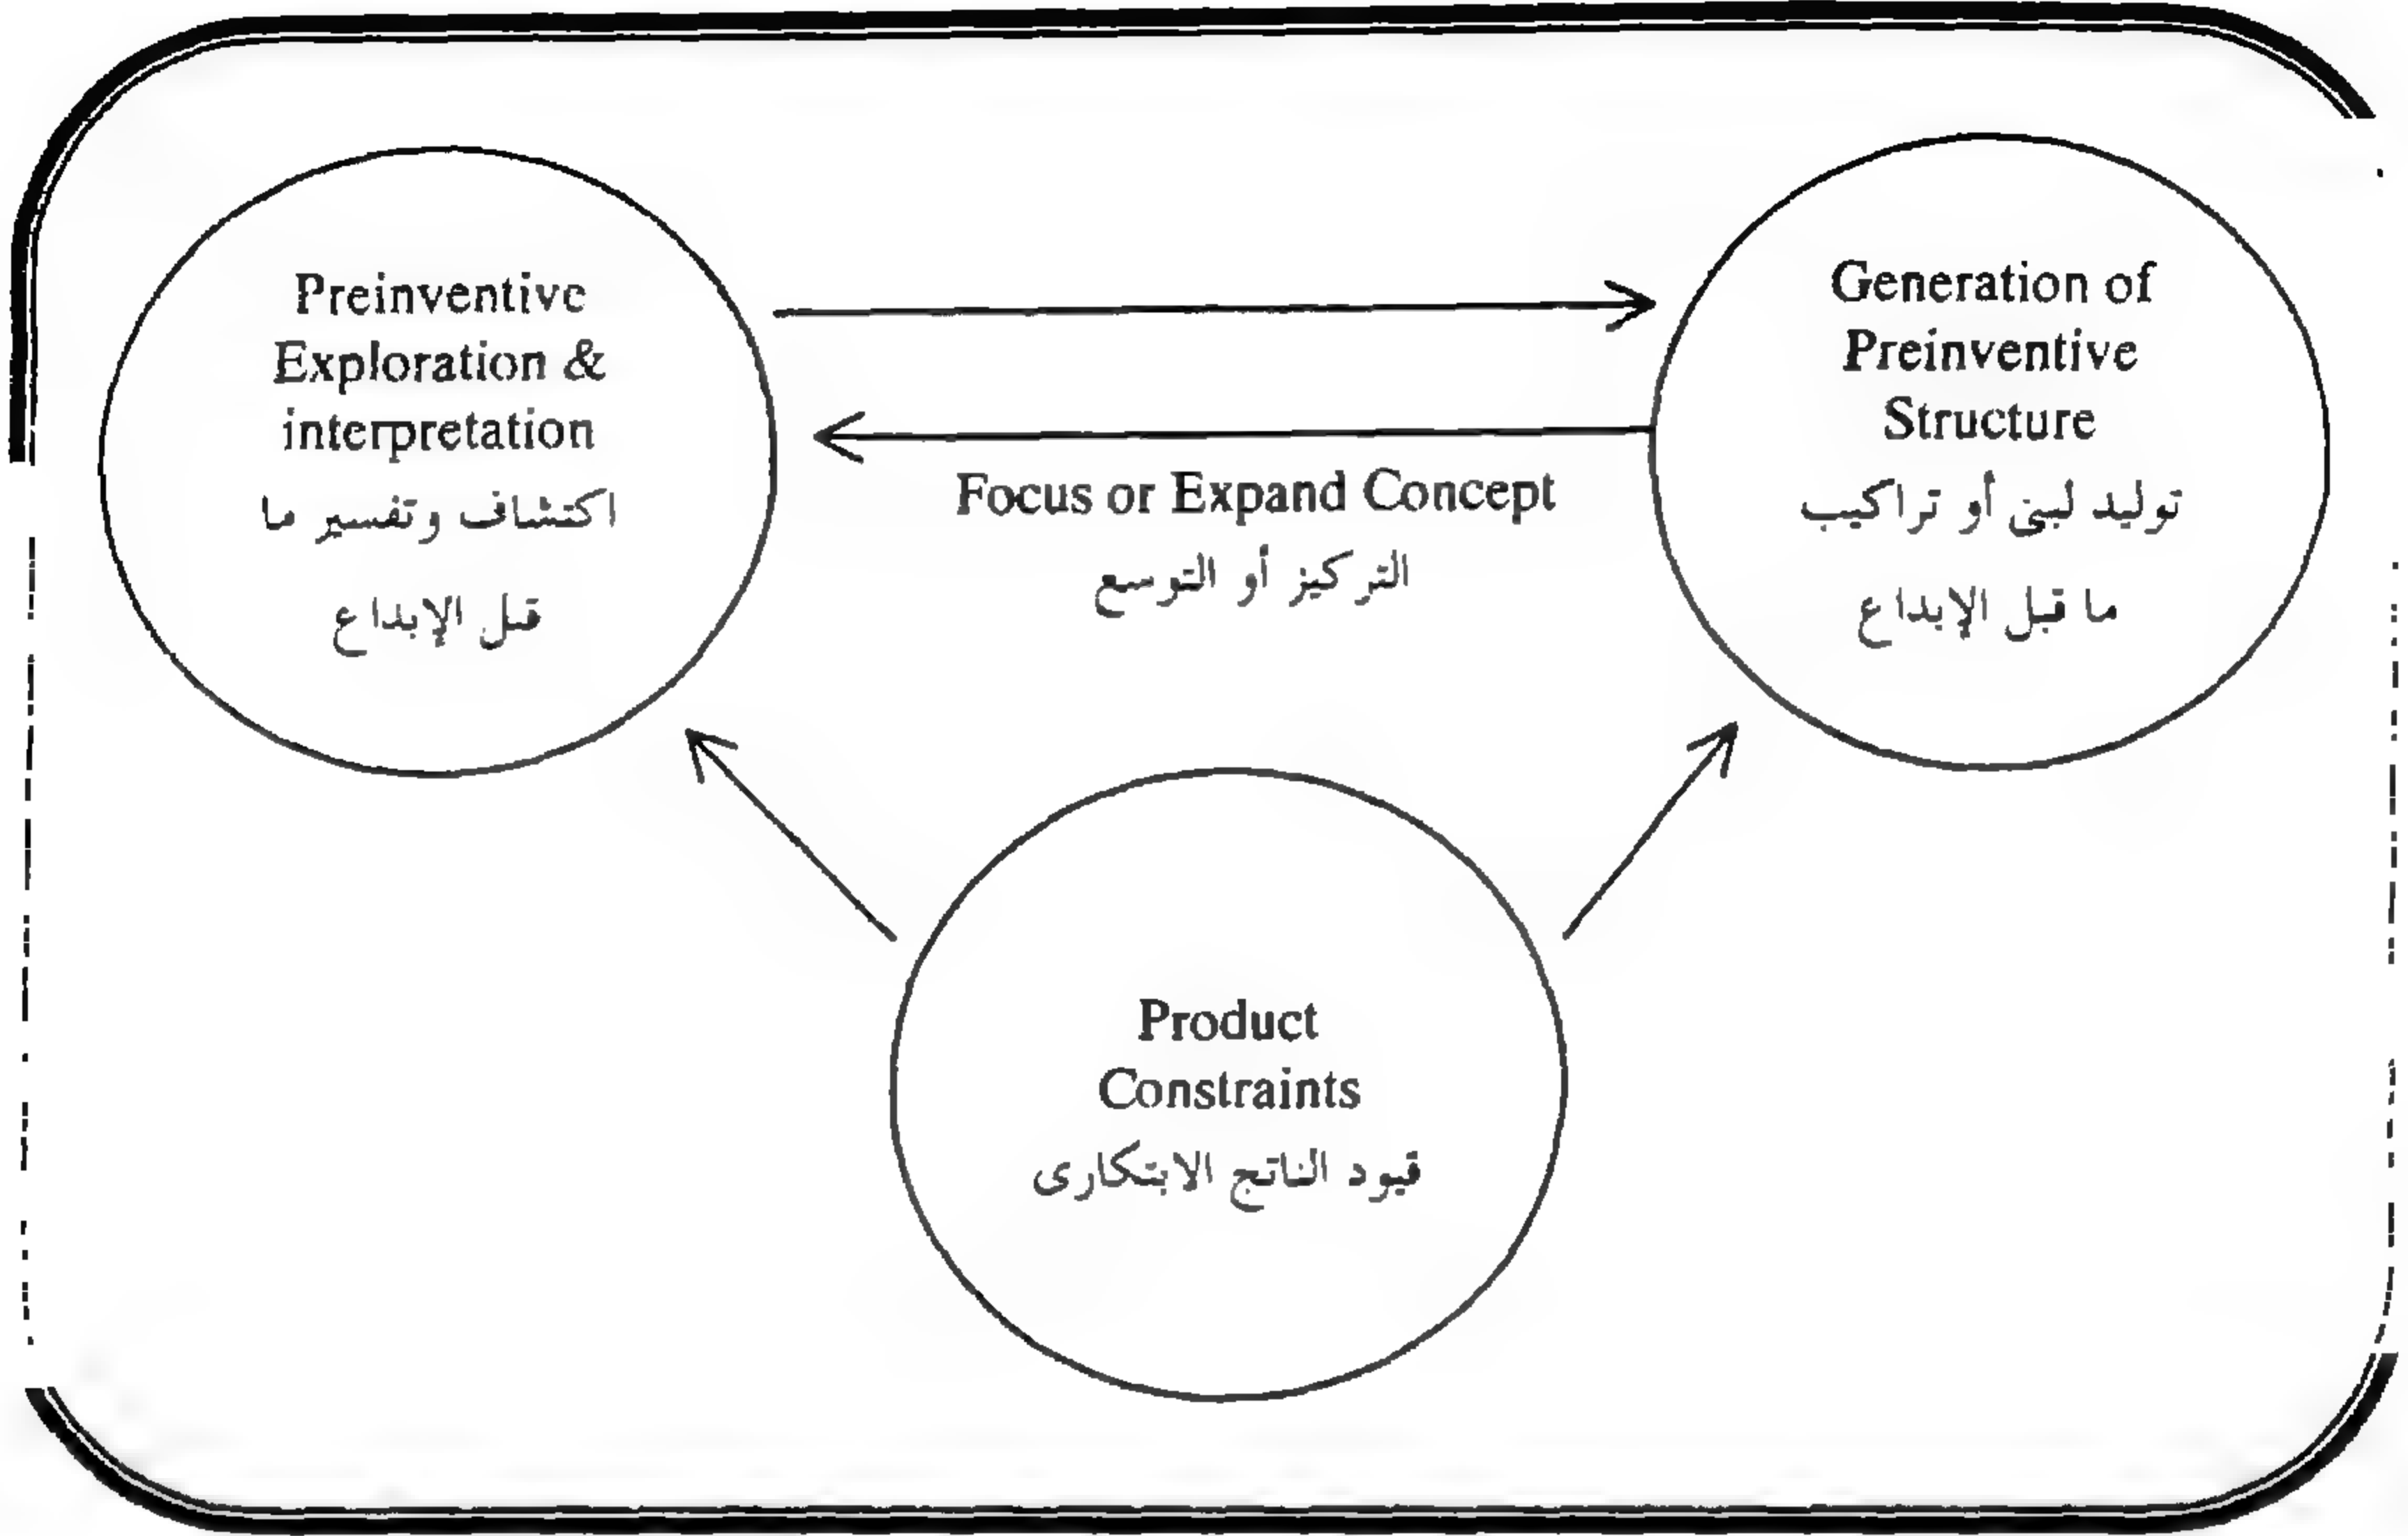 Preinventive
Exploration &
interpretation
اكتشاف وتفسير ما
قبل الإبداع
Focus or Expand Concept
التركيز أو التوسع
Generation of
Preinventive
Structure
توليد لبنى أو تراكيب
ما قبل الإبداع
Product
Constraints
قيود الناتج الابتكارى